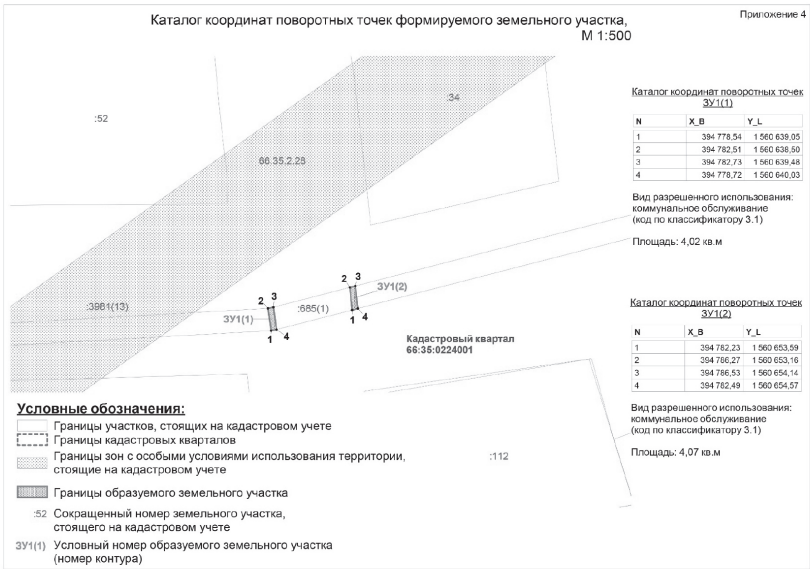 Приложение 4
Каталог координат поворотных точек формируемого земельного участка,
М 1:500
:52
:34
66.35.2.28
:3981(13)
:685(1)
2 3
ЗУ1(1)
1 4
2 3
ЗУ1(2)
1 4
Кадастровый квартал
66:35:0224001
:112
Каталог координат поворотных точек
ЗУ1(1)
N X_B Y_L
1 394 778,54 1 560 639,05
2 394 782,51 1 560 638,50
3 394 782,73 1 560 639,48
4 394 778,72 1 560 640,03
Вид разрешенного использования:
коммунальное обслуживание
(код по классификатору 3.1)
Площадь: 4,02 кв.м
Каталог координат поворотных точек
ЗУ1(2)
N X_B Y_L
1 394 782,23 1 560 653,59
2 394 786,27 1 560 653,16
3 394 786,53 1 560 654,14
4 394 782,49 1 560 654,57
Вид разрешенного использования:
коммунальное обслуживание
(код по классификатору 3.1)
Площадь: 4,07 кв.м
Условные обозначения:
Границы участков, стоящих на кадастровом учете
Границы кадастровых кварталов
Границы зон с особыми условиями использования территории,
стоящие на кадастровом учете
Границы образуемого земельного участка
:52 Сокращенный номер земельного участка,
стоящего на кадастровом учете
ЗУ1(1) Условный номер образуемого земельного участка
(номер контура)